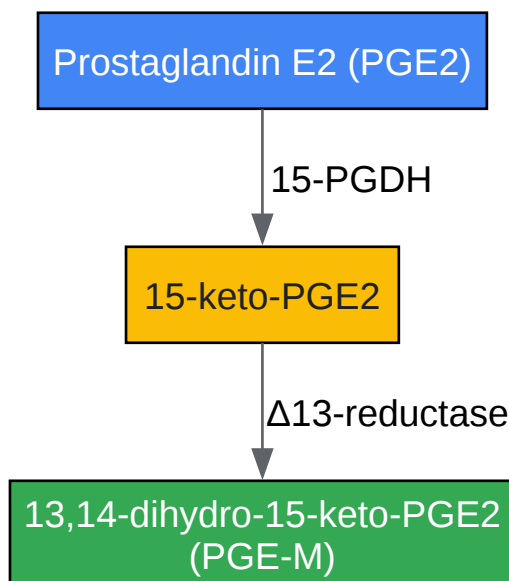 Prostaglandin E2 (PGE2)
15-PGDH
15-keto-PGE2
Δ13-reductase
13,14-dihydro-15-keto-PGE2
(PGE-M)